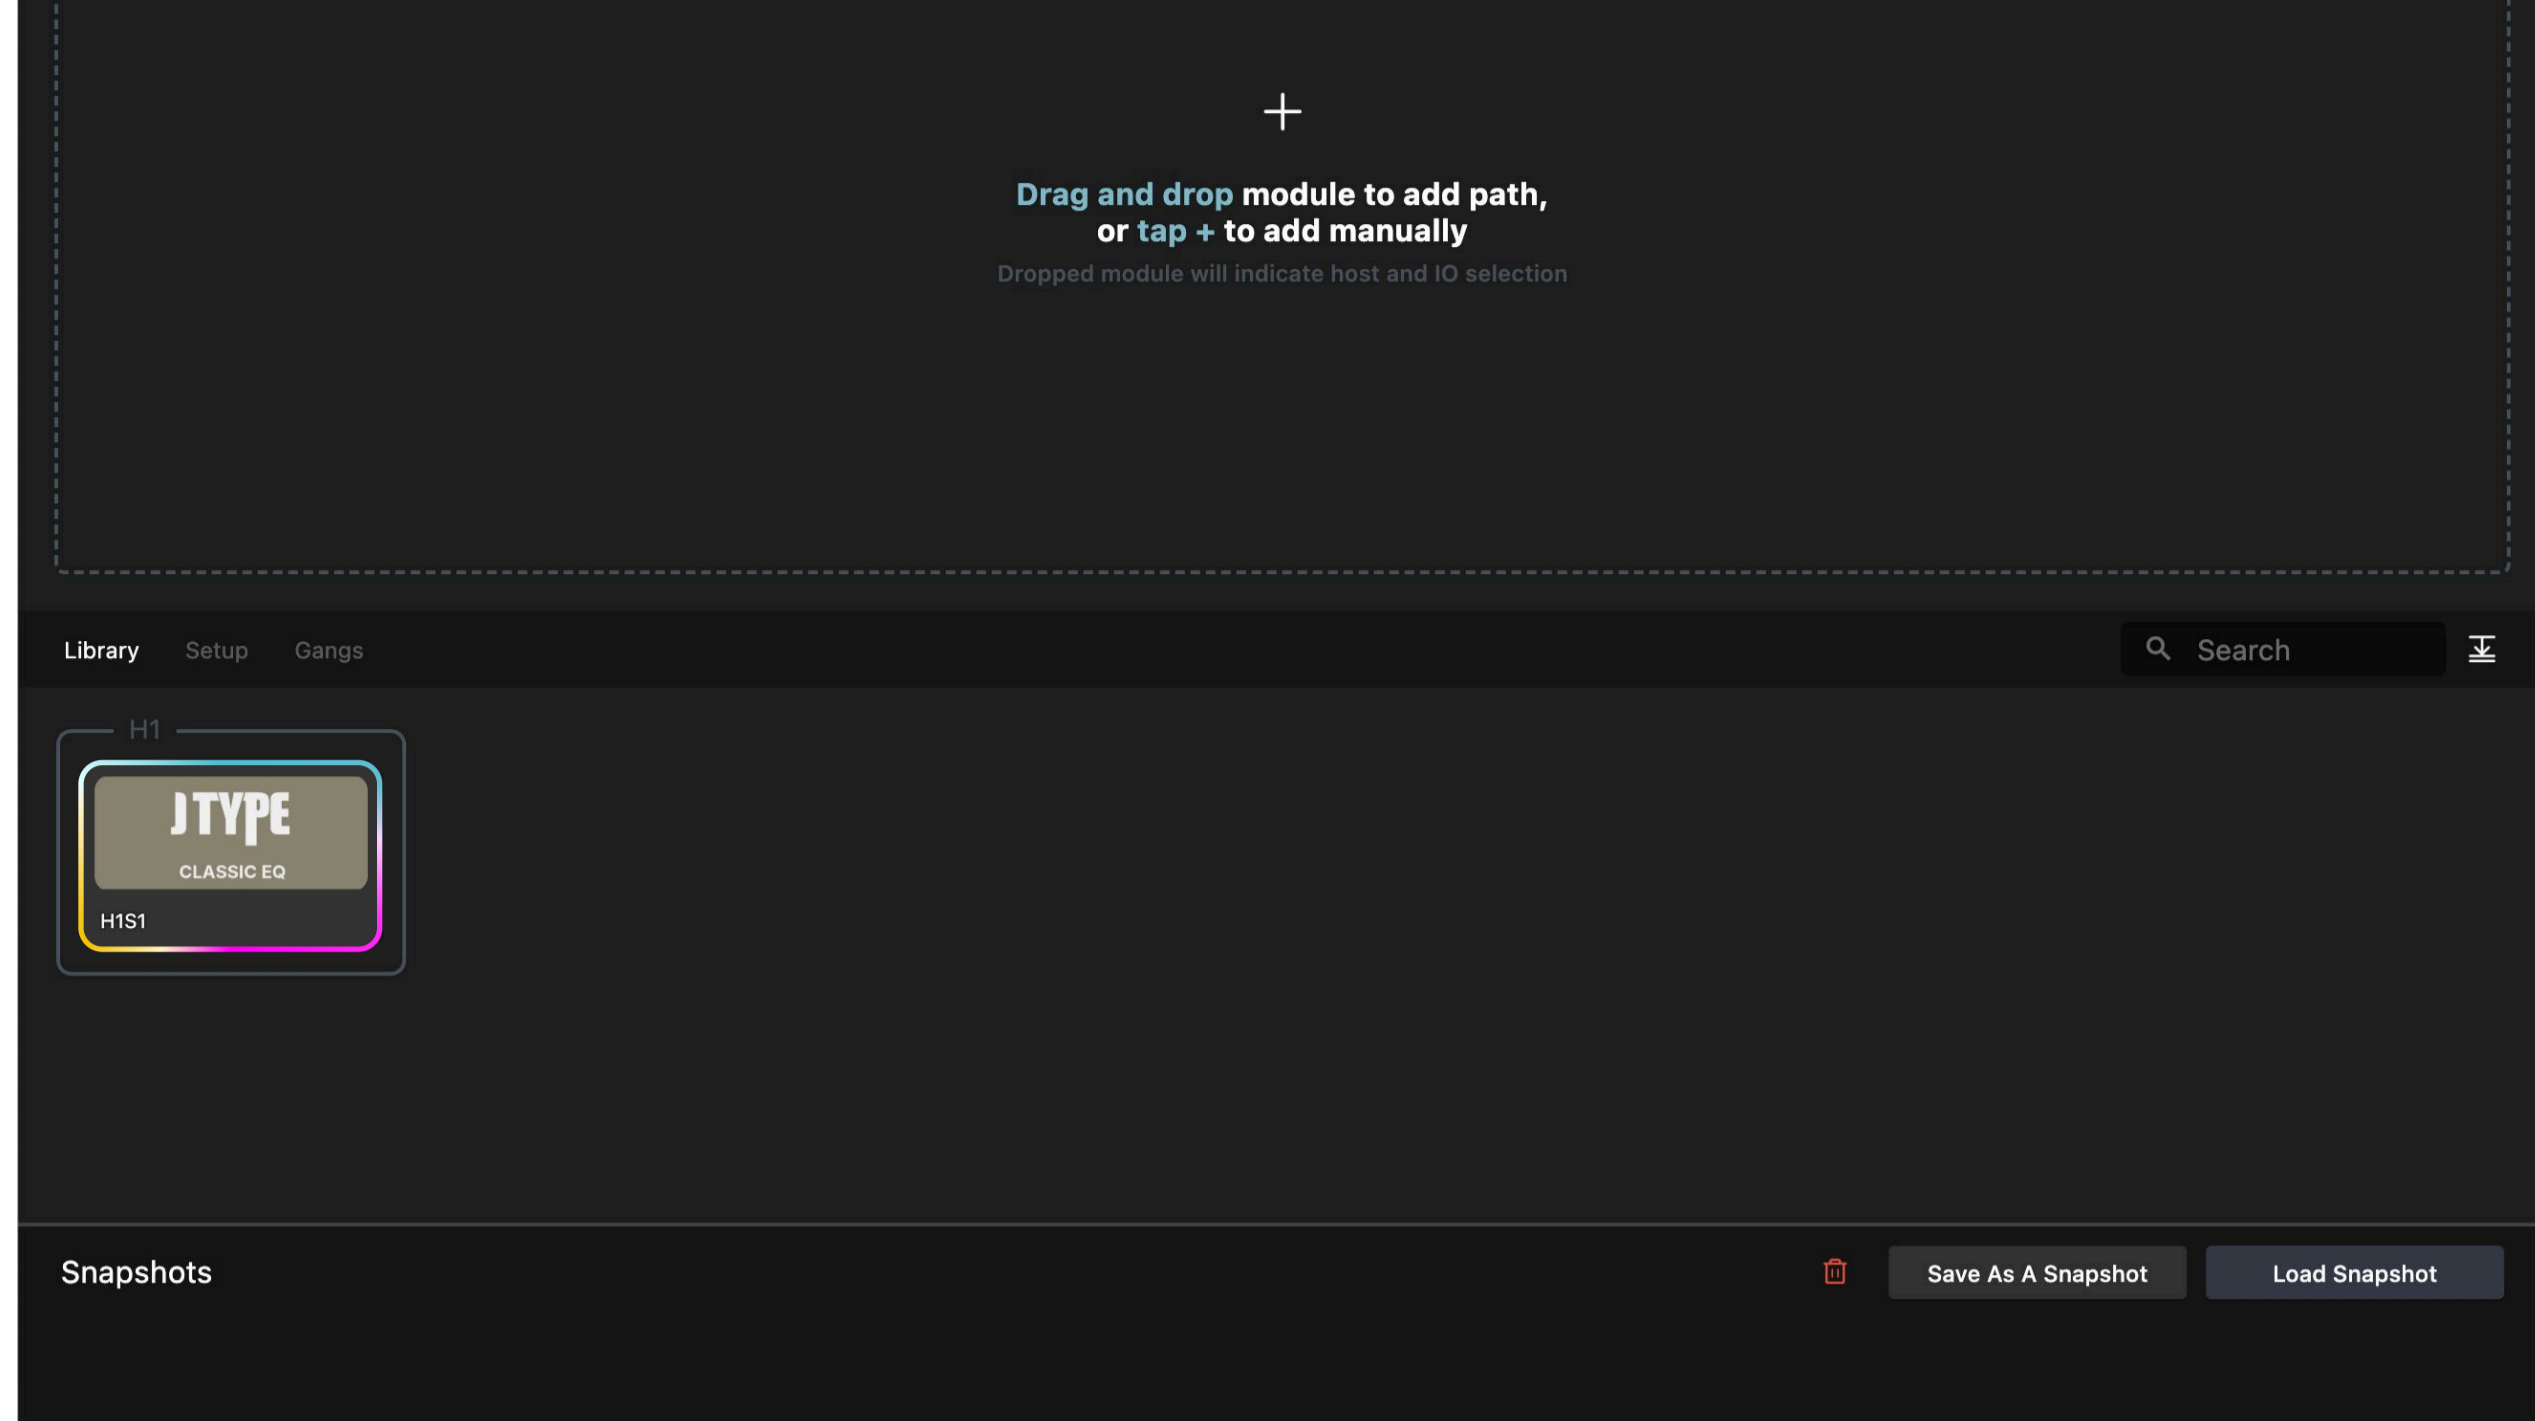 Drag and drop module to add path,
or tap + to add manually
Dropped module will indicate host and IO selection
Library Setup Gangs Search
H1
J TYPE
CLASSIC EQ
H1S1
Snapshots Save As A Snapshot Load Snapshot